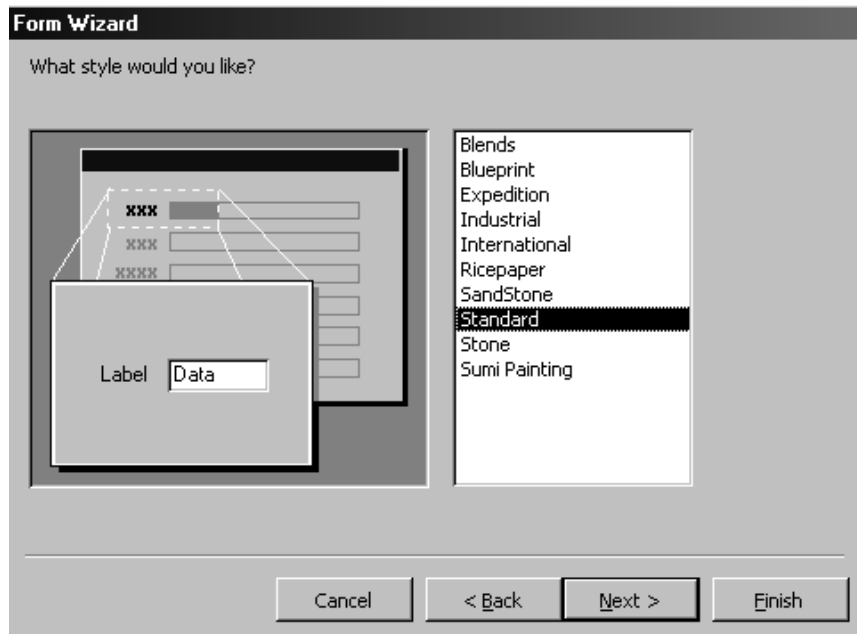 Form Wizard
What style would you like?
xxx
xxx
xxxx
Label Data
Blends
Blueprint
Expedition
Industrial
International
Ricepaper
SandStone
Standard
Stone
Sumi Painting
Cancel < Back Next > Finish